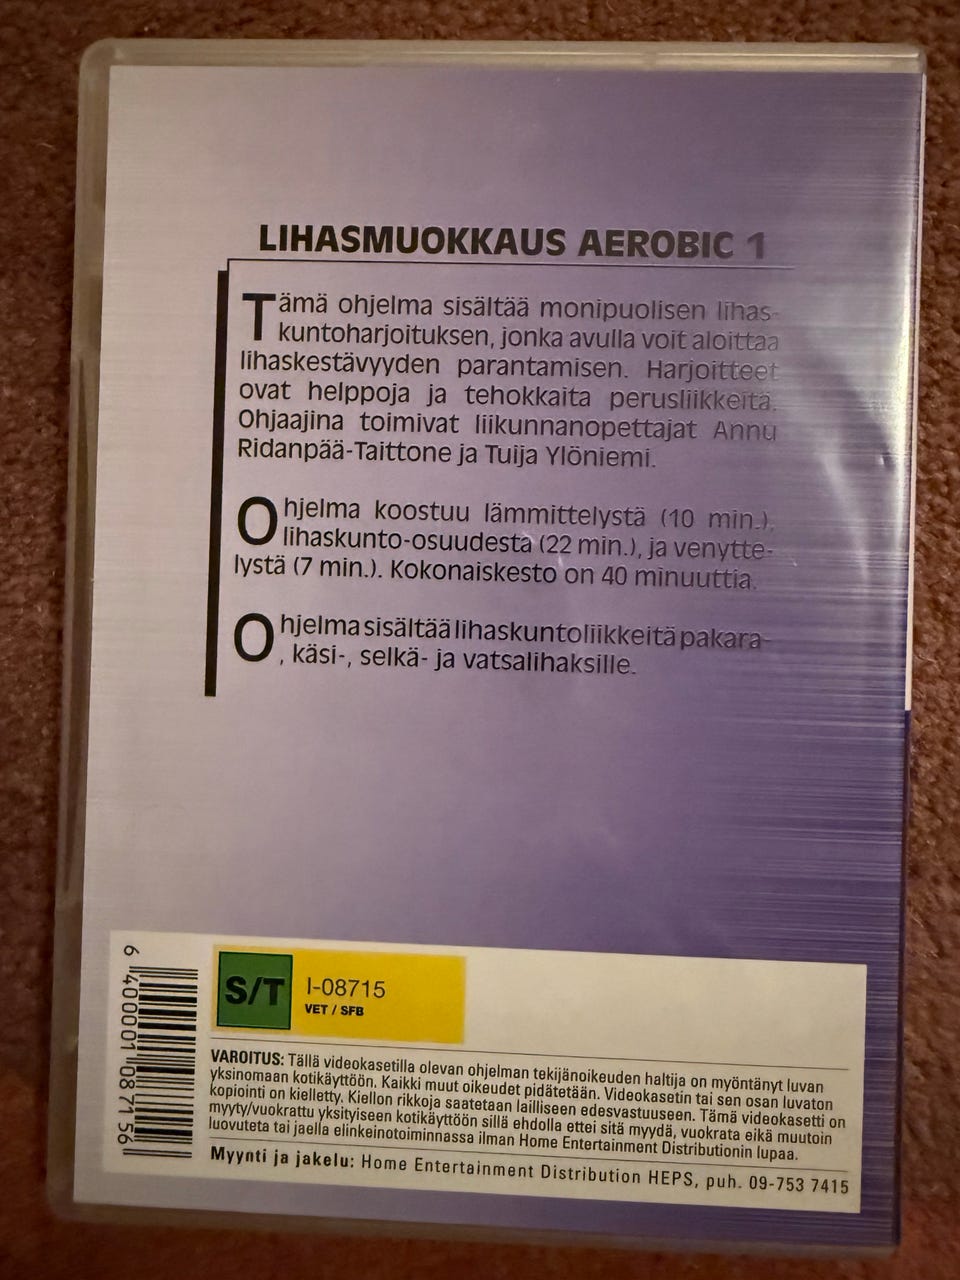 LIHASMUOKKAUS AEROBIC 1
Tämä ohjelma sisältää monipuolisen lihas-
kuntoharjoituksen, jonka avulla voit aloittaa
lihaskestävyyden parantamisen. Harjoitteet
ovat helppoja ja tehokkaita perusliikkeitä.
Ohjaajina toimivat liikunnanopettajat Annu
Ridanpää-Taittone ja Tuija Ylöniemi.
Ohjelma koostuu lämmittelystä (10 min.),
lihaskunto-osuudesta (22 min.), ja venytte-
lystä (7 min.). Kokonaiskesto on 40 minuuttia.
Ohjelma sisältää lihaskuntoliikkeitä pakara-
, käsi-, selkä- ja vatsalihaksille.
6 400001 087156
S/T
I-08715
VET / SFB
VAROITUS: Tällä videokasetilla olevan ohjelman tekijänoikeuden haltija on myöntänyt luvan
yksinomaan kotikäyttöön. Kaikki muut oikeudet pidätetään. Videokasetin tai sen osan luvaton
kopiointi on kielletty. Kiellon rikkoja saatetaan lailliseen edesvastuuseen. Tämä videokasetti on
myyty/vuokrattu yksityiseen kotikäyttöön sillä ehdolla ettei sitä myydä, vuokrata eikä muutoin
luovuteta tai jaella elinkeinotoiminnassa ilman Home Entertainment Distributionin lupaa.
Myynti ja jakelu: Home Entertainment Distribution HEPS, puh. 09-753 7415